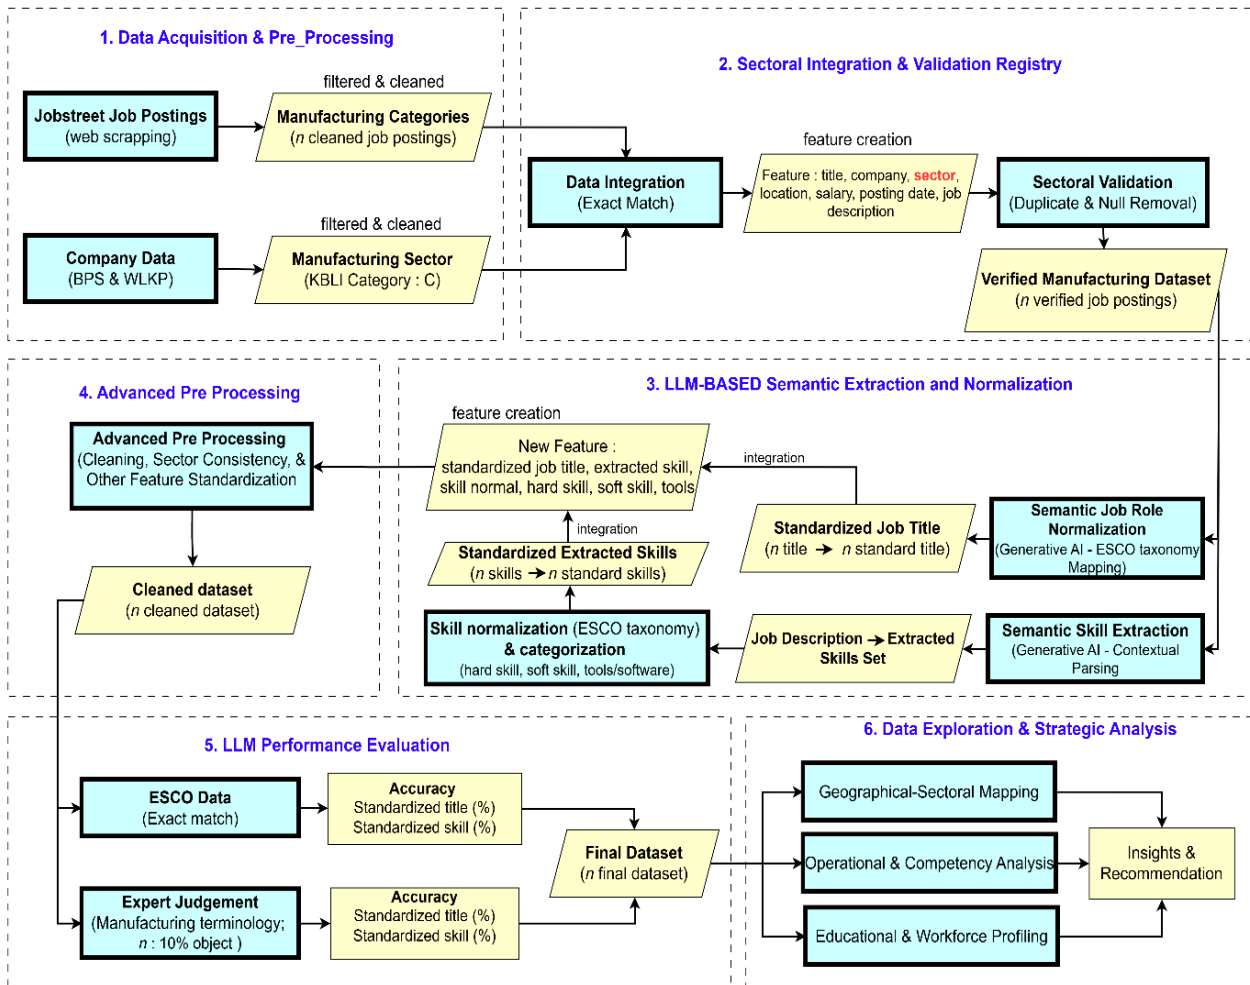 1. Data Acquisition & Pre_Processing
filtered & cleaned
Jobstreet Job Postings
(web scrapping)
Manufacturing Categories
(n cleaned job postings)
filtered & cleaned
Company Data
(BPS & WLKP)
Manufacturing Sector
(KBLI Category : C)
2. Sectoral Integration & Validation Registry
Data Integration
(Exact Match)
feature creation
Feature : title, company, sector,
location, salary, posting date, job
description
Sectoral Validation
(Duplicate & Null Removal)
Verified Manufacturing Dataset
(n verified job postings)
3. LLM-BASED Semantic Extraction and Normalization
Semantic Job Role
Normalization
(Generative AI - ESCO taxonomy
Mapping)
Standardized Job Title
(n title → n standard title)
integration
Semantic Skill Extraction
(Generative AI - Contextual
Parsing
Job Description → Extracted
Skills Set
Skill normalization (ESCO taxonomy)
& categorization
(hard skill, soft skill, tools/software)
Standardized Extracted Skills
(n skills → n standard skills)
integration
feature creation
New Feature :
standardized job title, extracted skill,
skill normal, hard skill, soft skill, tools
4. Advanced Pre Processing
Advanced Pre Processing
(Cleaning, Sector Consistency, &
Other Feature Standardization
Cleaned dataset
(n cleaned dataset)
5. LLM Performance Evaluation
ESCO Data
(Exact match)
Accuracy
Standardized title (%)
Standardized skill (%)
Expert Judgement
(Manufacturing terminology;
n : 10% object )
Accuracy
Standardized title (%)
Standardized skill (%)
Final Dataset
(n final dataset)
6. Data Exploration & Strategic Analysis
Geographical-Sectoral Mapping
Operational & Competency Analysis
Educational & Workforce Profiling
Insights &
Recommendation